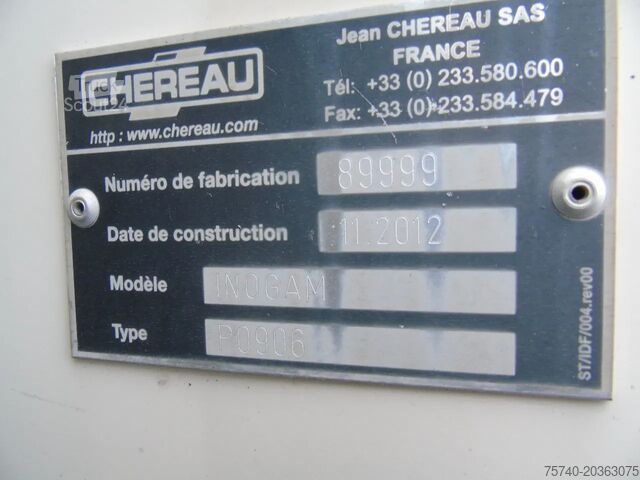 Jean CHEREAU SAS
FRANCE
CHEREAU
Truck
Scout24
Tél: +33 (0) 233.580.600
Fax: +33 (0) 233.584.479
http : www.chereau.com
Numéro de fabrication 89999
Date de construction 11.2012
Modèle INOGAM
Type P0906
ST/IDF/004.rev00
75740-20363075